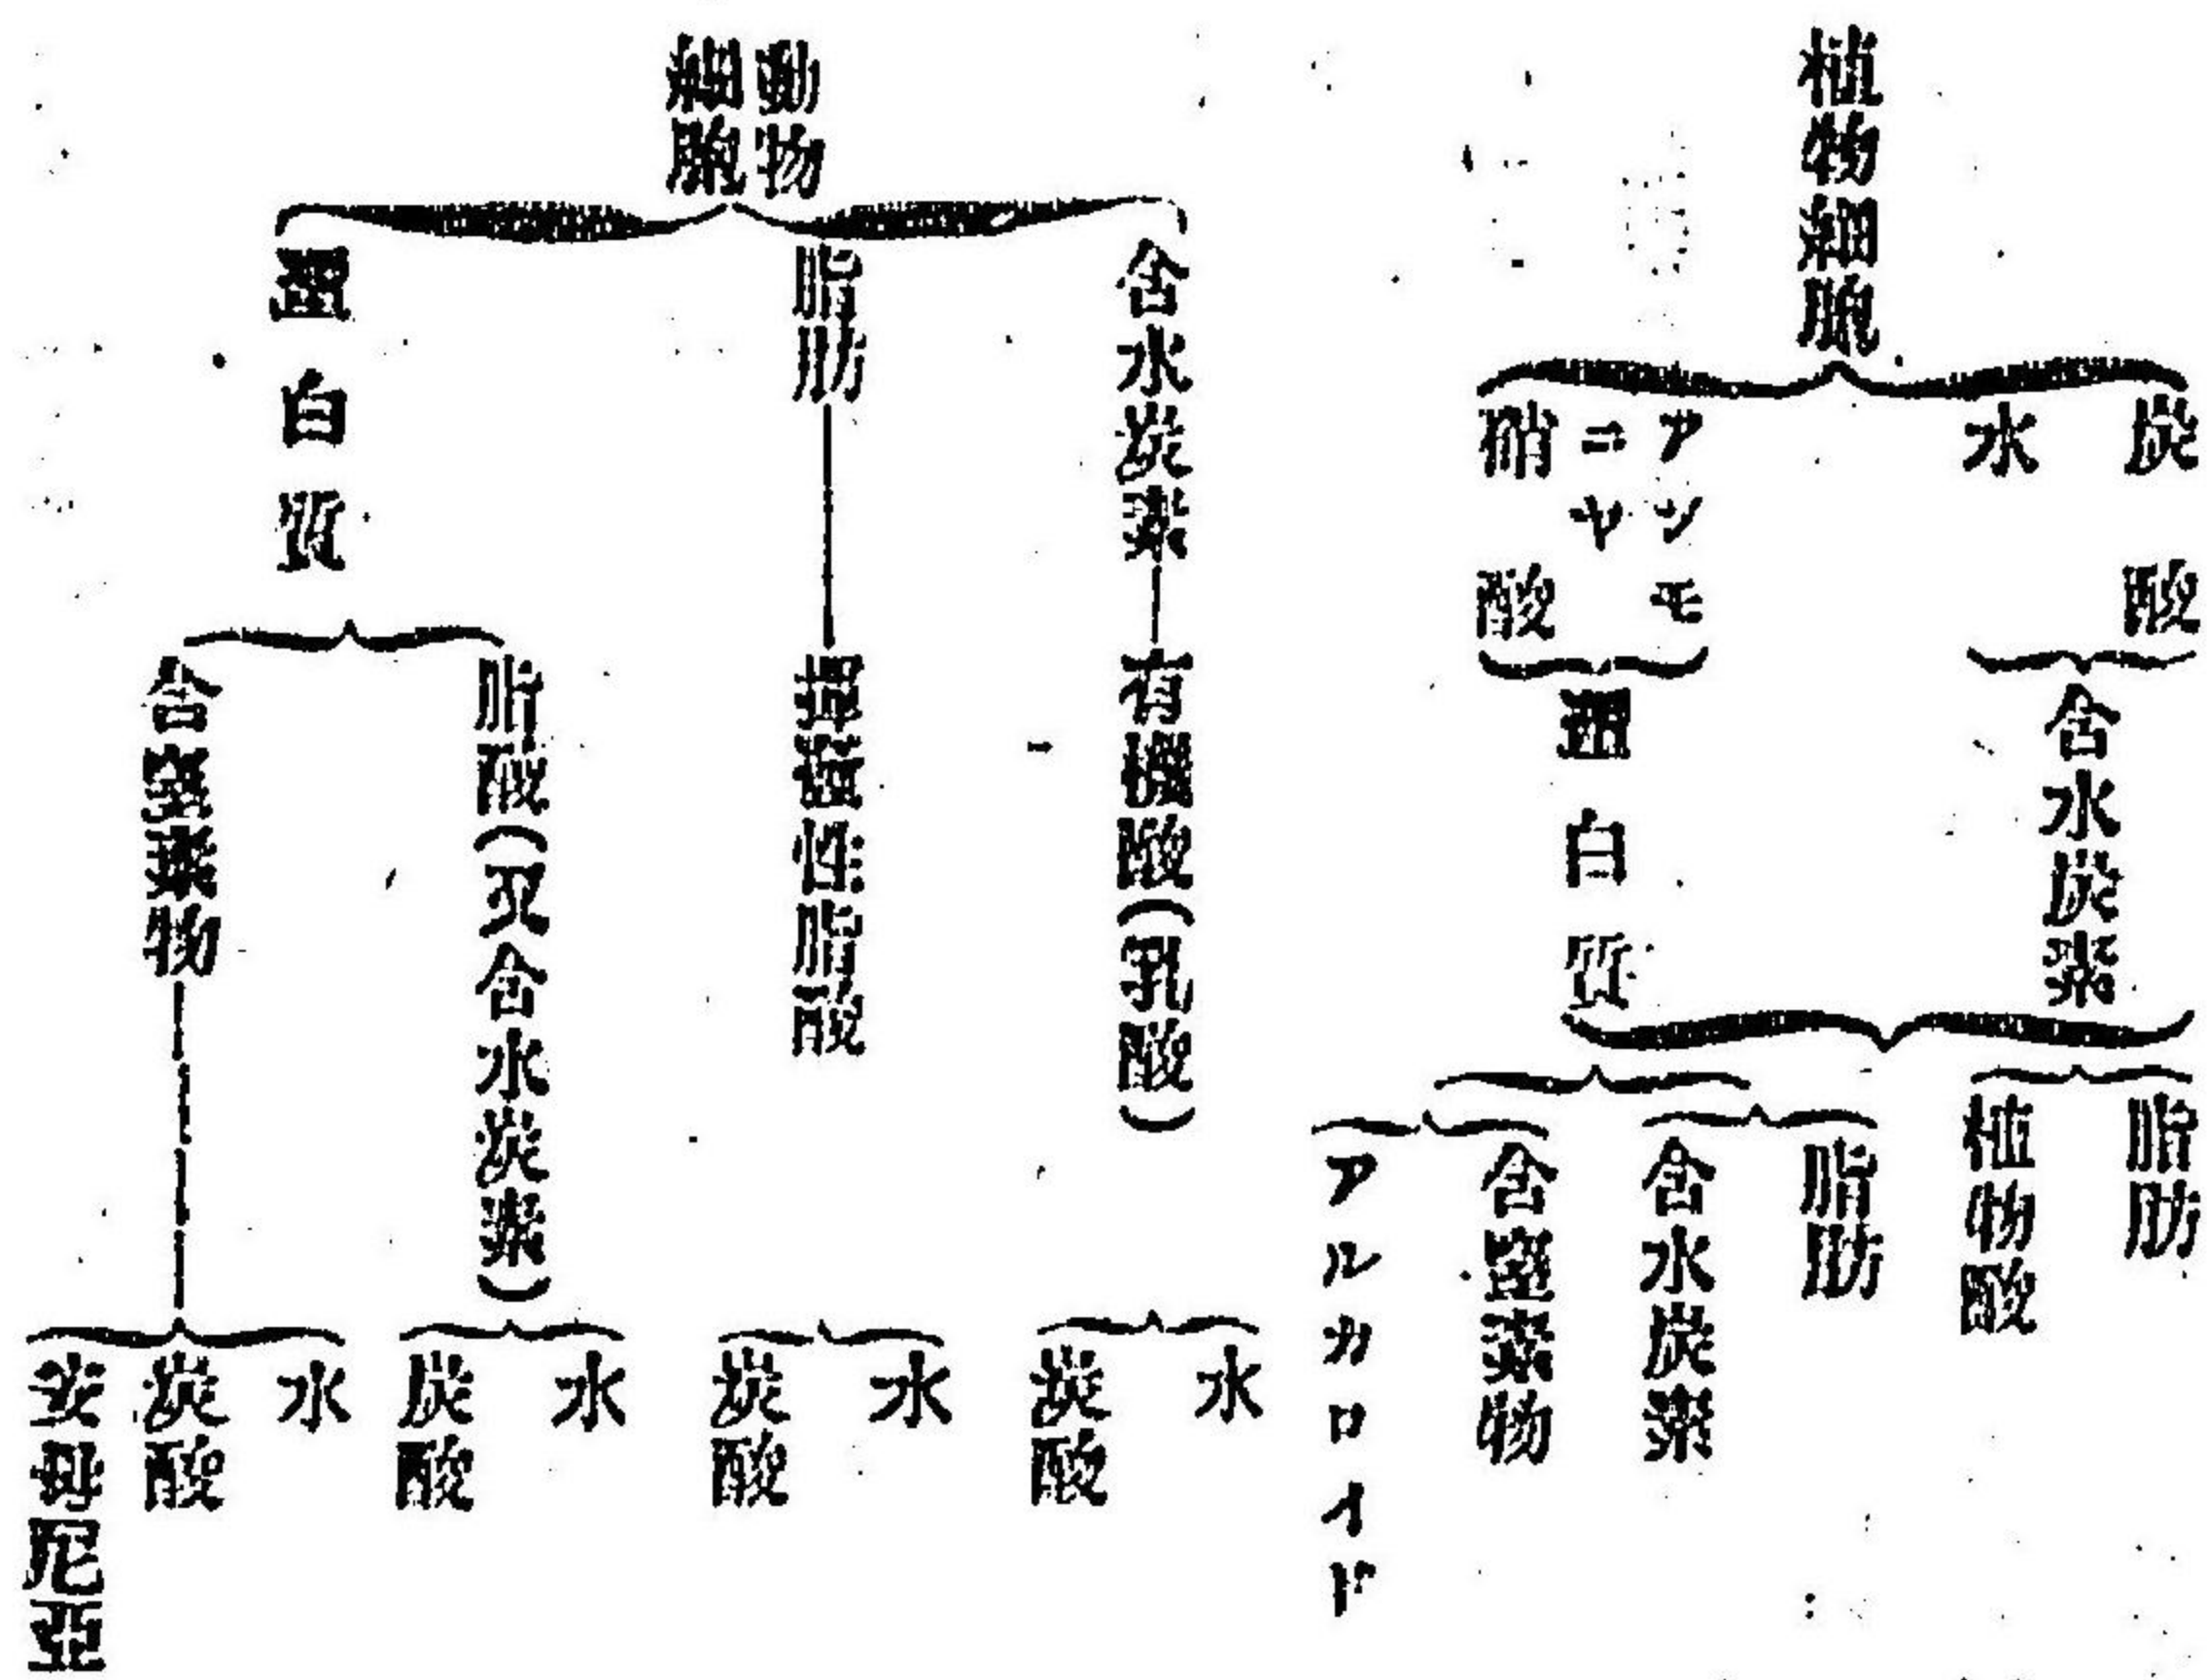 植物細胞
炭酸
水
アンモ
ニヤ
硝酸
含水炭素
蛋白質
脂肪
植物酸
脂肪
含水炭素
含窒素物
アルカロイド
動物
細胞
含水炭素―有機酸(乳酸)
脂肪―揮發性脂酸
蛋白質
脂酸(又含水炭素)
含窒素物
水
炭酸
水
炭酸
水
炭酸
水
炭酸
安母尼亞